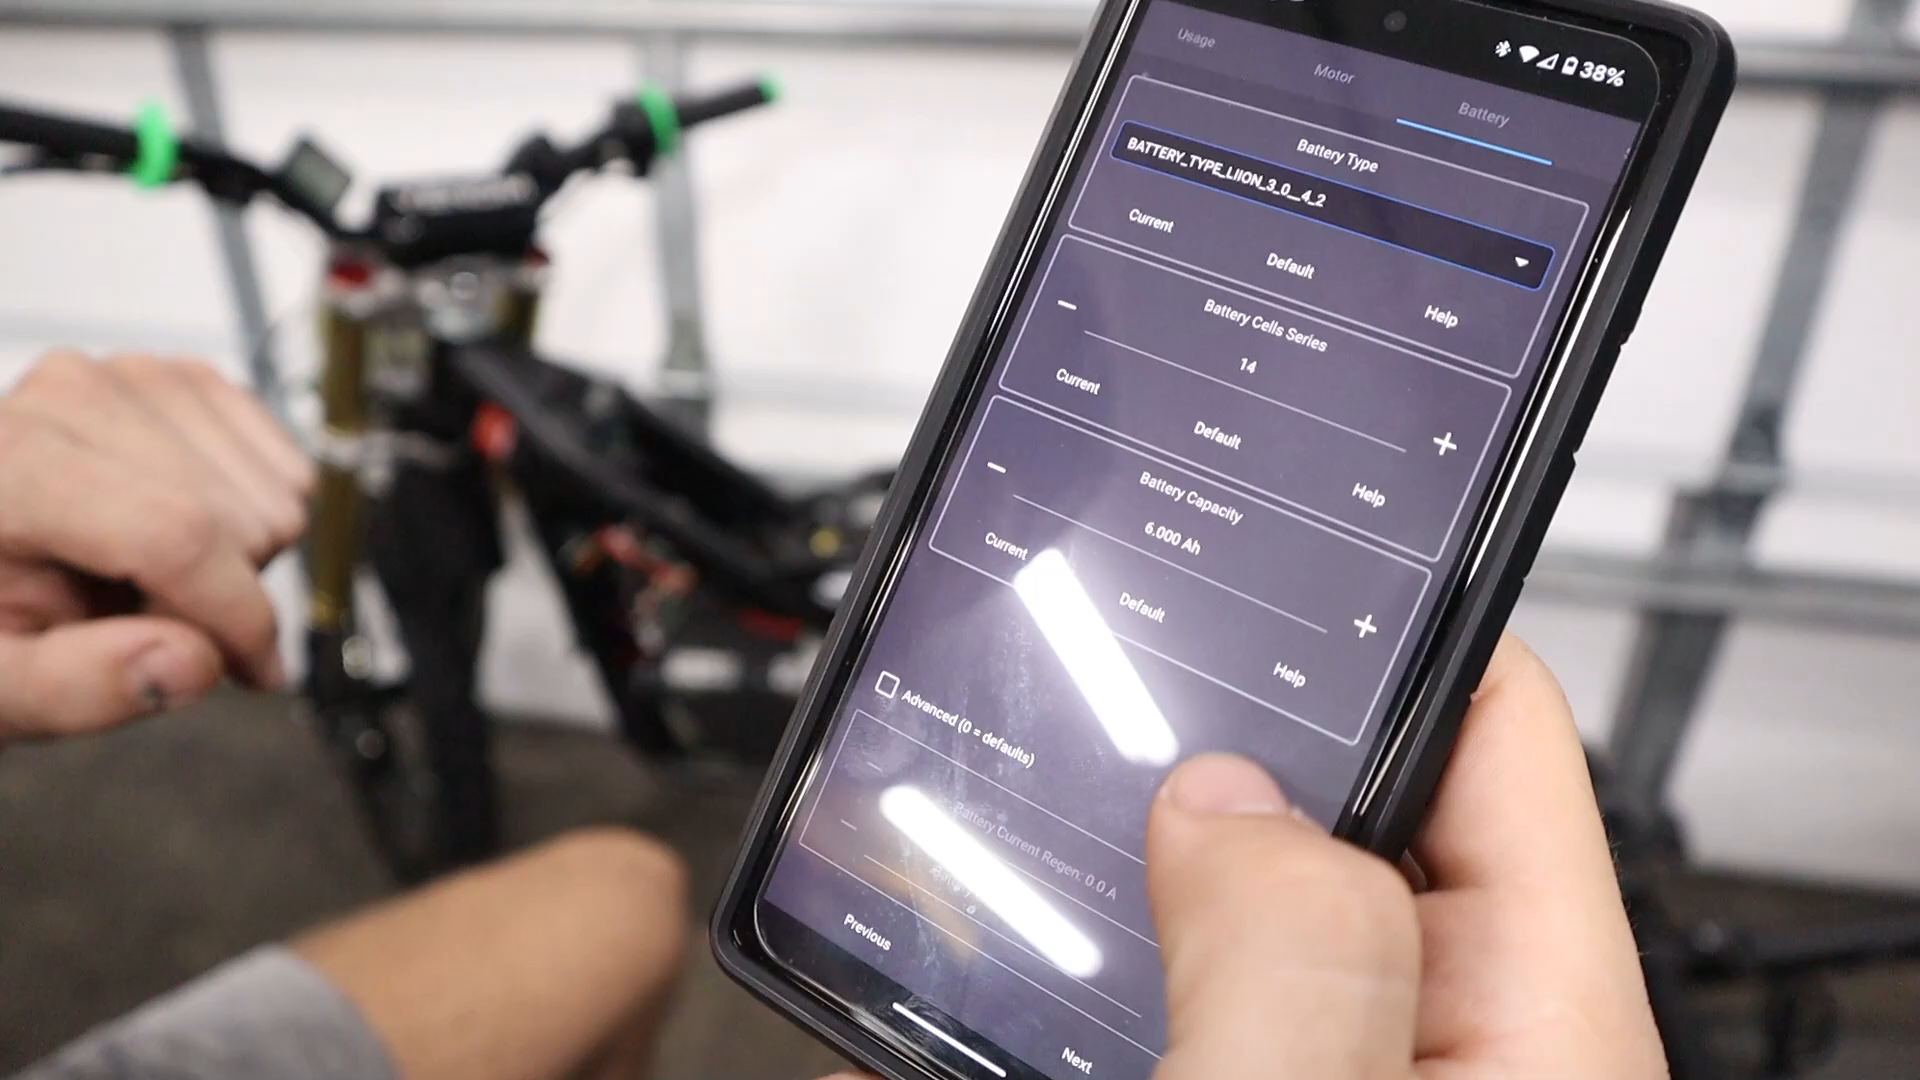 38%
Usage
Motor
Battery
Battery Type
BATTERY_TYPE_LIION_3_0__4_2
Current
Default
Help
Battery Cells Series
14
Current
Default
Help
Battery Capacity
6.000 Ah
Current
Default
Help
Advanced (0 = defaults)
Battery Current Regen: 0.0 A
Previous
Next